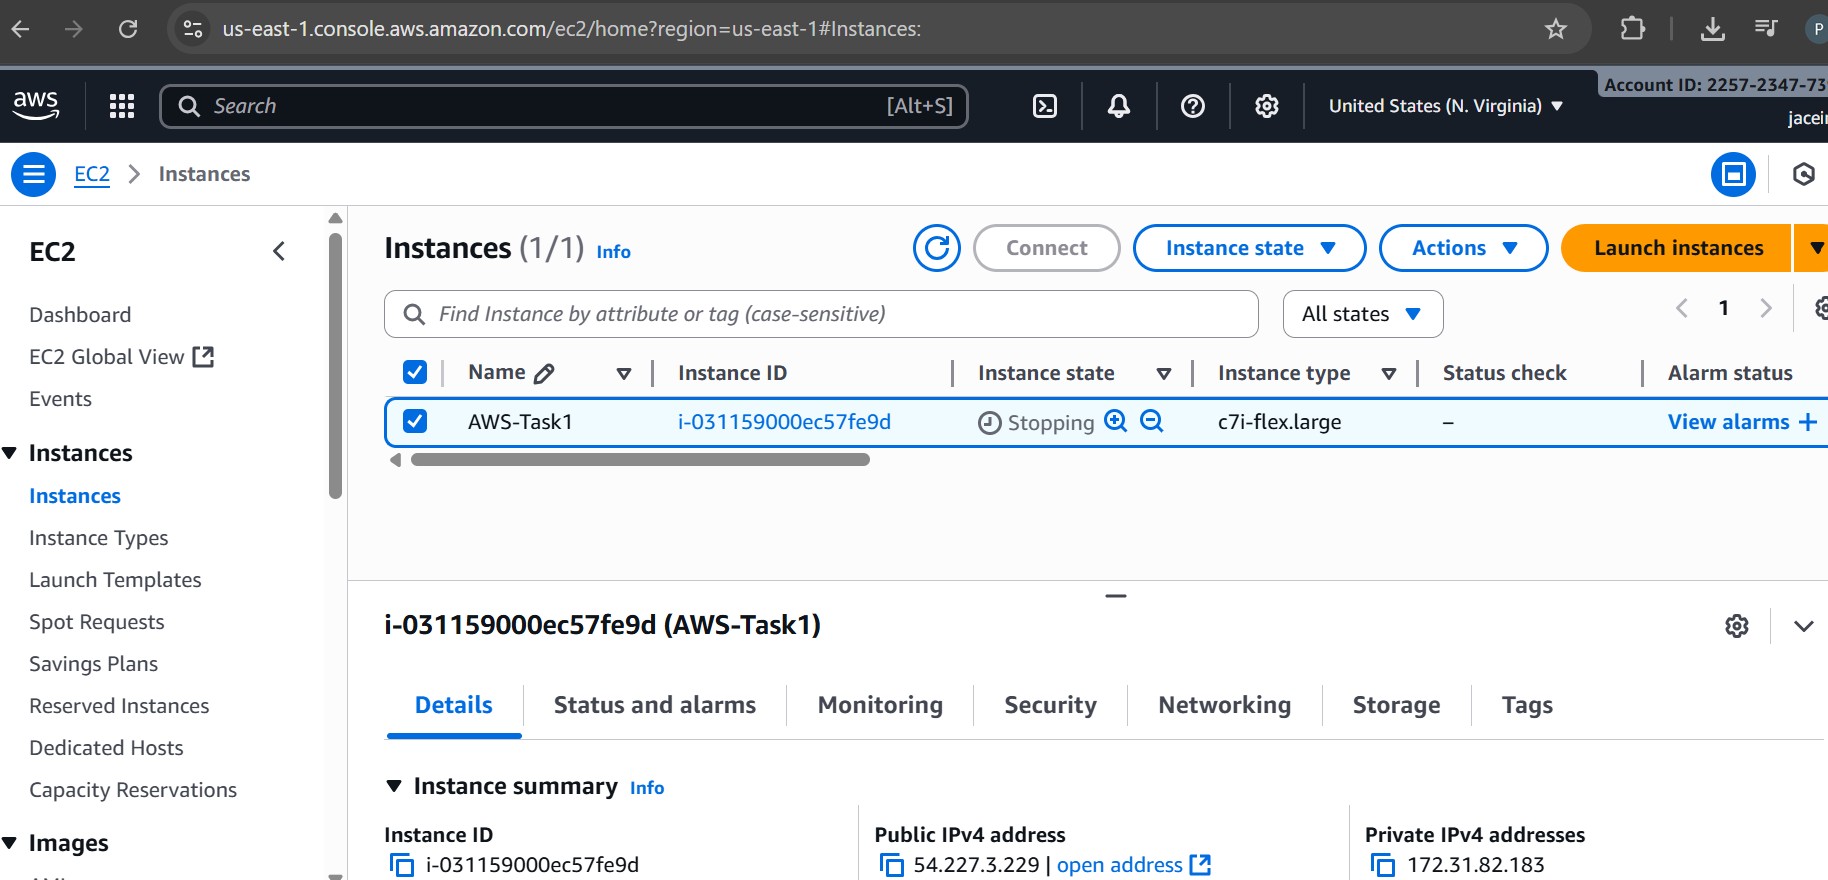 us-east-1.console.aws.amazon.com/ec2/home?region=us-east-1#Instances:
P
aws
Search [Alt+S]
United States (N. Virginia)
Account ID: 2257-2347-73
jacei
EC2 > Instances
EC2
Dashboard
EC2 Global View
Events
Instances
Instances
Instance Types
Launch Templates
Spot Requests
Savings Plans
Reserved Instances
Dedicated Hosts
Capacity Reservations
Images
Instances (1/1) Info
Connect
Instance state
Actions
Launch instances
Find Instance by attribute or tag (case-sensitive)
All states
1
Name Instance ID Instance state Instance type Status check Alarm status
AWS-Task1 i-031159000ec57fe9d Stopping c7i-flex.large – View alarms +
i-031159000ec57fe9d (AWS-Task1)
Details Status and alarms Monitoring Security Networking Storage Tags
Instance summary Info
Instance ID
i-031159000ec57fe9d
Public IPv4 address
54.227.3.229 | open address
Private IPv4 addresses
172.31.82.183